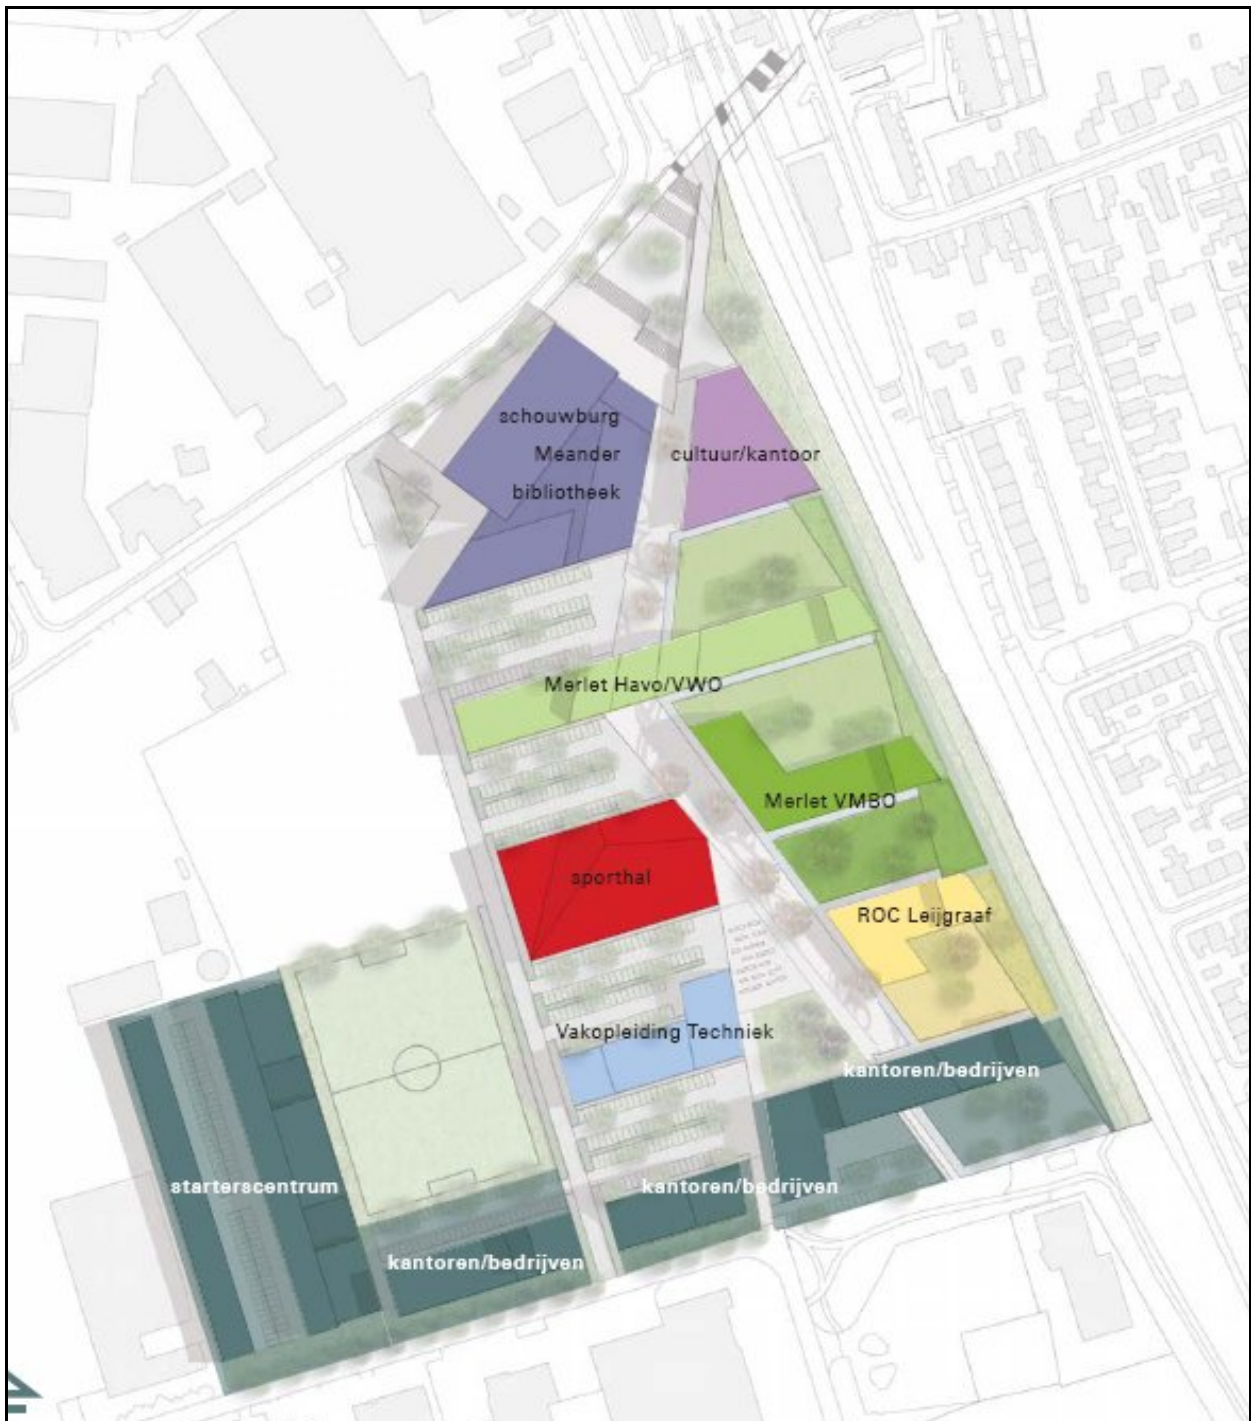 schouwburg
Meander
bibliotheek
cultuur/kantoor
Merlet Havo/VWO
Merlet VMBO
sporthal
ROC Leijgraaf
Vakopleiding Techniek
kantoren/bedrijven
starterscentrum
kantoren/bedrijven
kantoren/bedrijven